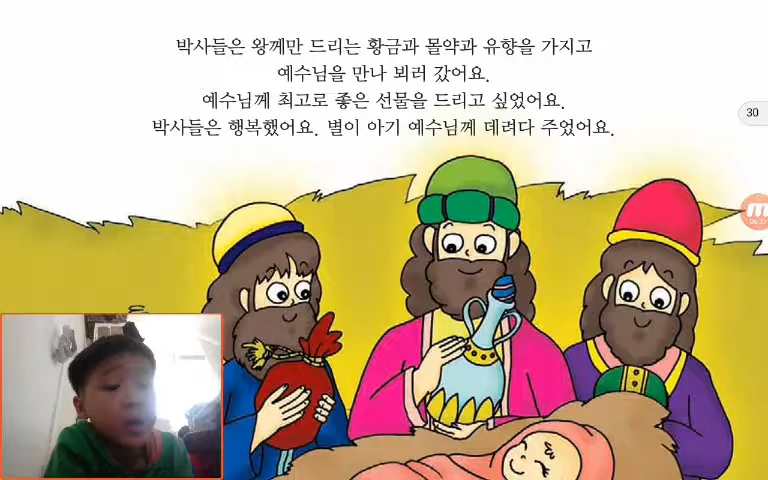 박사들은 왕께만 드리는 황금과 몰약과 유향을 가지고
예수님을 만나 뵈러 갔어요.
예수님께 최고로 좋은 선물을 드리고 싶었어요.
박사들은 행복했어요. 별이 아기 예수님께 데려다 주었어요.
30